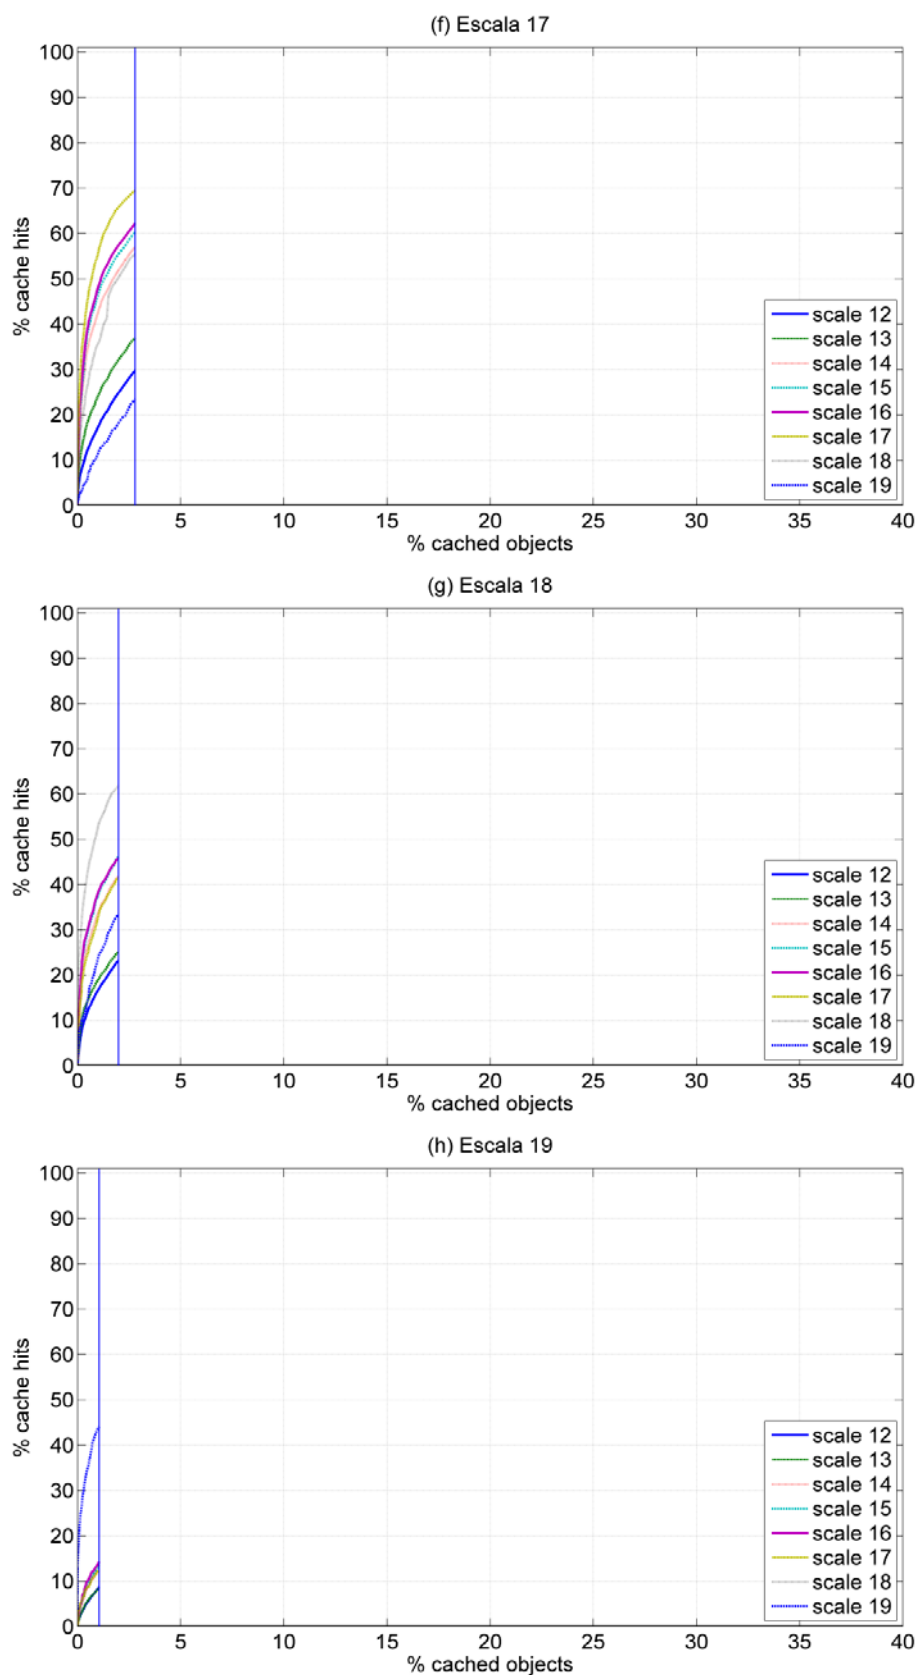 (f) Escala 17
100
90
80
70
60
50
40
30
20
10
0
% cache hits
0 5 10 15 20 25 30 35 40
% cached objects
scale 12
scale 13
scale 14
scale 15
scale 16
scale 17
scale 18
scale 19
(g) Escala 18
100
90
80
70
60
50
40
30
20
10
0
% cache hits
0 5 10 15 20 25 30 35 40
% cached objects
scale 12
scale 13
scale 14
scale 15
scale 16
scale 17
scale 18
scale 19
(h) Escala 19
100
90
80
70
60
50
40
30
20
10
0
% cache hits
0 5 10 15 20 25 30 35 40
% cached objects
scale 12
scale 13
scale 14
scale 15
scale 16
scale 17
scale 18
scale 19